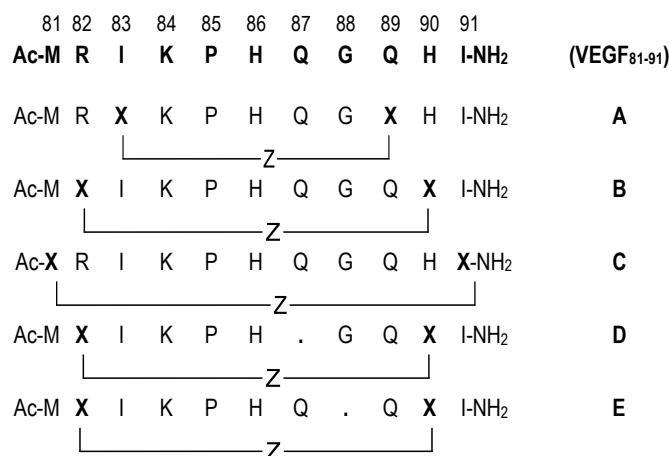 81 82 83 84 85 86 87 88 89 90 91
Ac-M R I K P H Q G Q H I-NH₂ (VEGF₈₁₋₉₁)
Ac-M R X K P H Q G X H I-NH₂ A
Z
Ac-M X I K P H Q G Q X I-NH₂ B
Z
Ac-X R I K P H Q G Q H X-NH₂ C
Z
Ac-M X I K P H . G Q X I-NH₂ D
Z
Ac-M X I K P H Q . Q X I-NH₂ E
Z